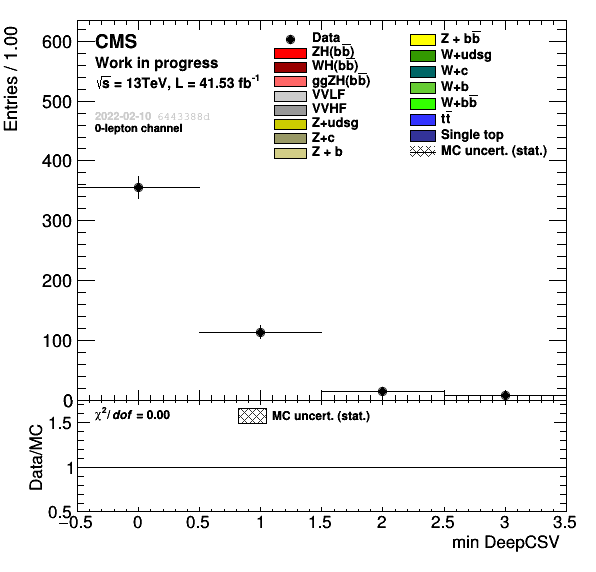 CMS
Work in progress
√s = 13TeV, L = 41.53 fb⁻¹
2022-02-10 6443388d
0-lepton channel
Data
ZH(bb̅)
WH(bb̅)
ggZH(bb̅)
VVLF
VVHF
Z+udsg
Z+c
Z + b
Z + bb̅
W+udsg
W+c
W+b
W+bb̅
tt̅
Single top
MC uncert. (stat.)
Entries / 1.00
600
500
400
300
200
100
0
χ²/dof = 0.00
MC uncert. (stat.)
Data/MC
1.5
1
0.5
−0.5 0 0.5 1 1.5 2 2.5 3 3.5
min DeepCSV